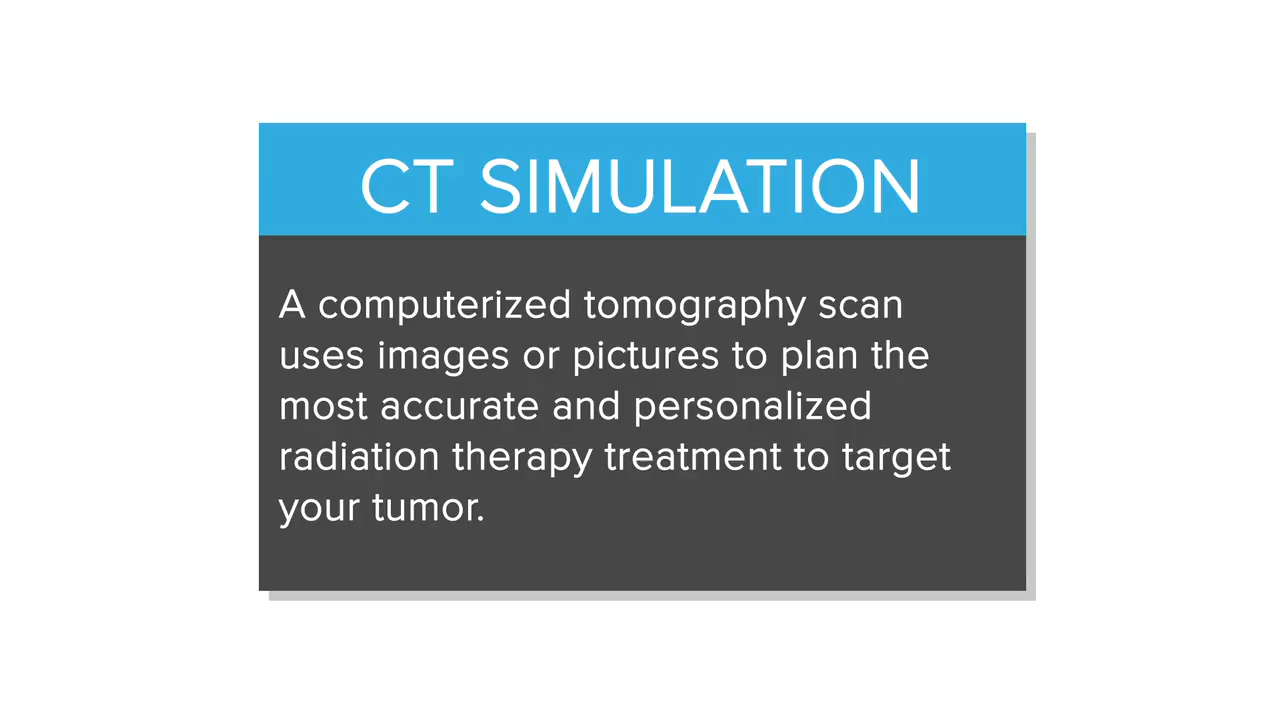 CT SIMULATION
A computerized tomography scan
uses images or pictures to plan the
most accurate and personalized
radiation therapy treatment to target
your tumor.